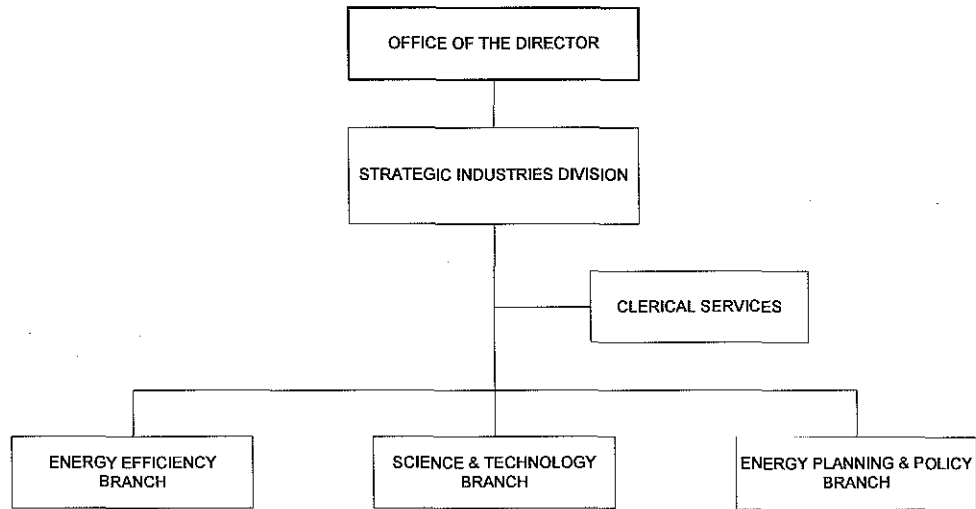 OFFICE OF THE DIRECTOR
STRATEGIC INDUSTRIES DIVISION
CLERICAL SERVICES
ENERGY EFFICIENCY
BRANCH
SCIENCE & TECHNOLOGY
BRANCH
ENERGY PLANNING & POLICY
BRANCH